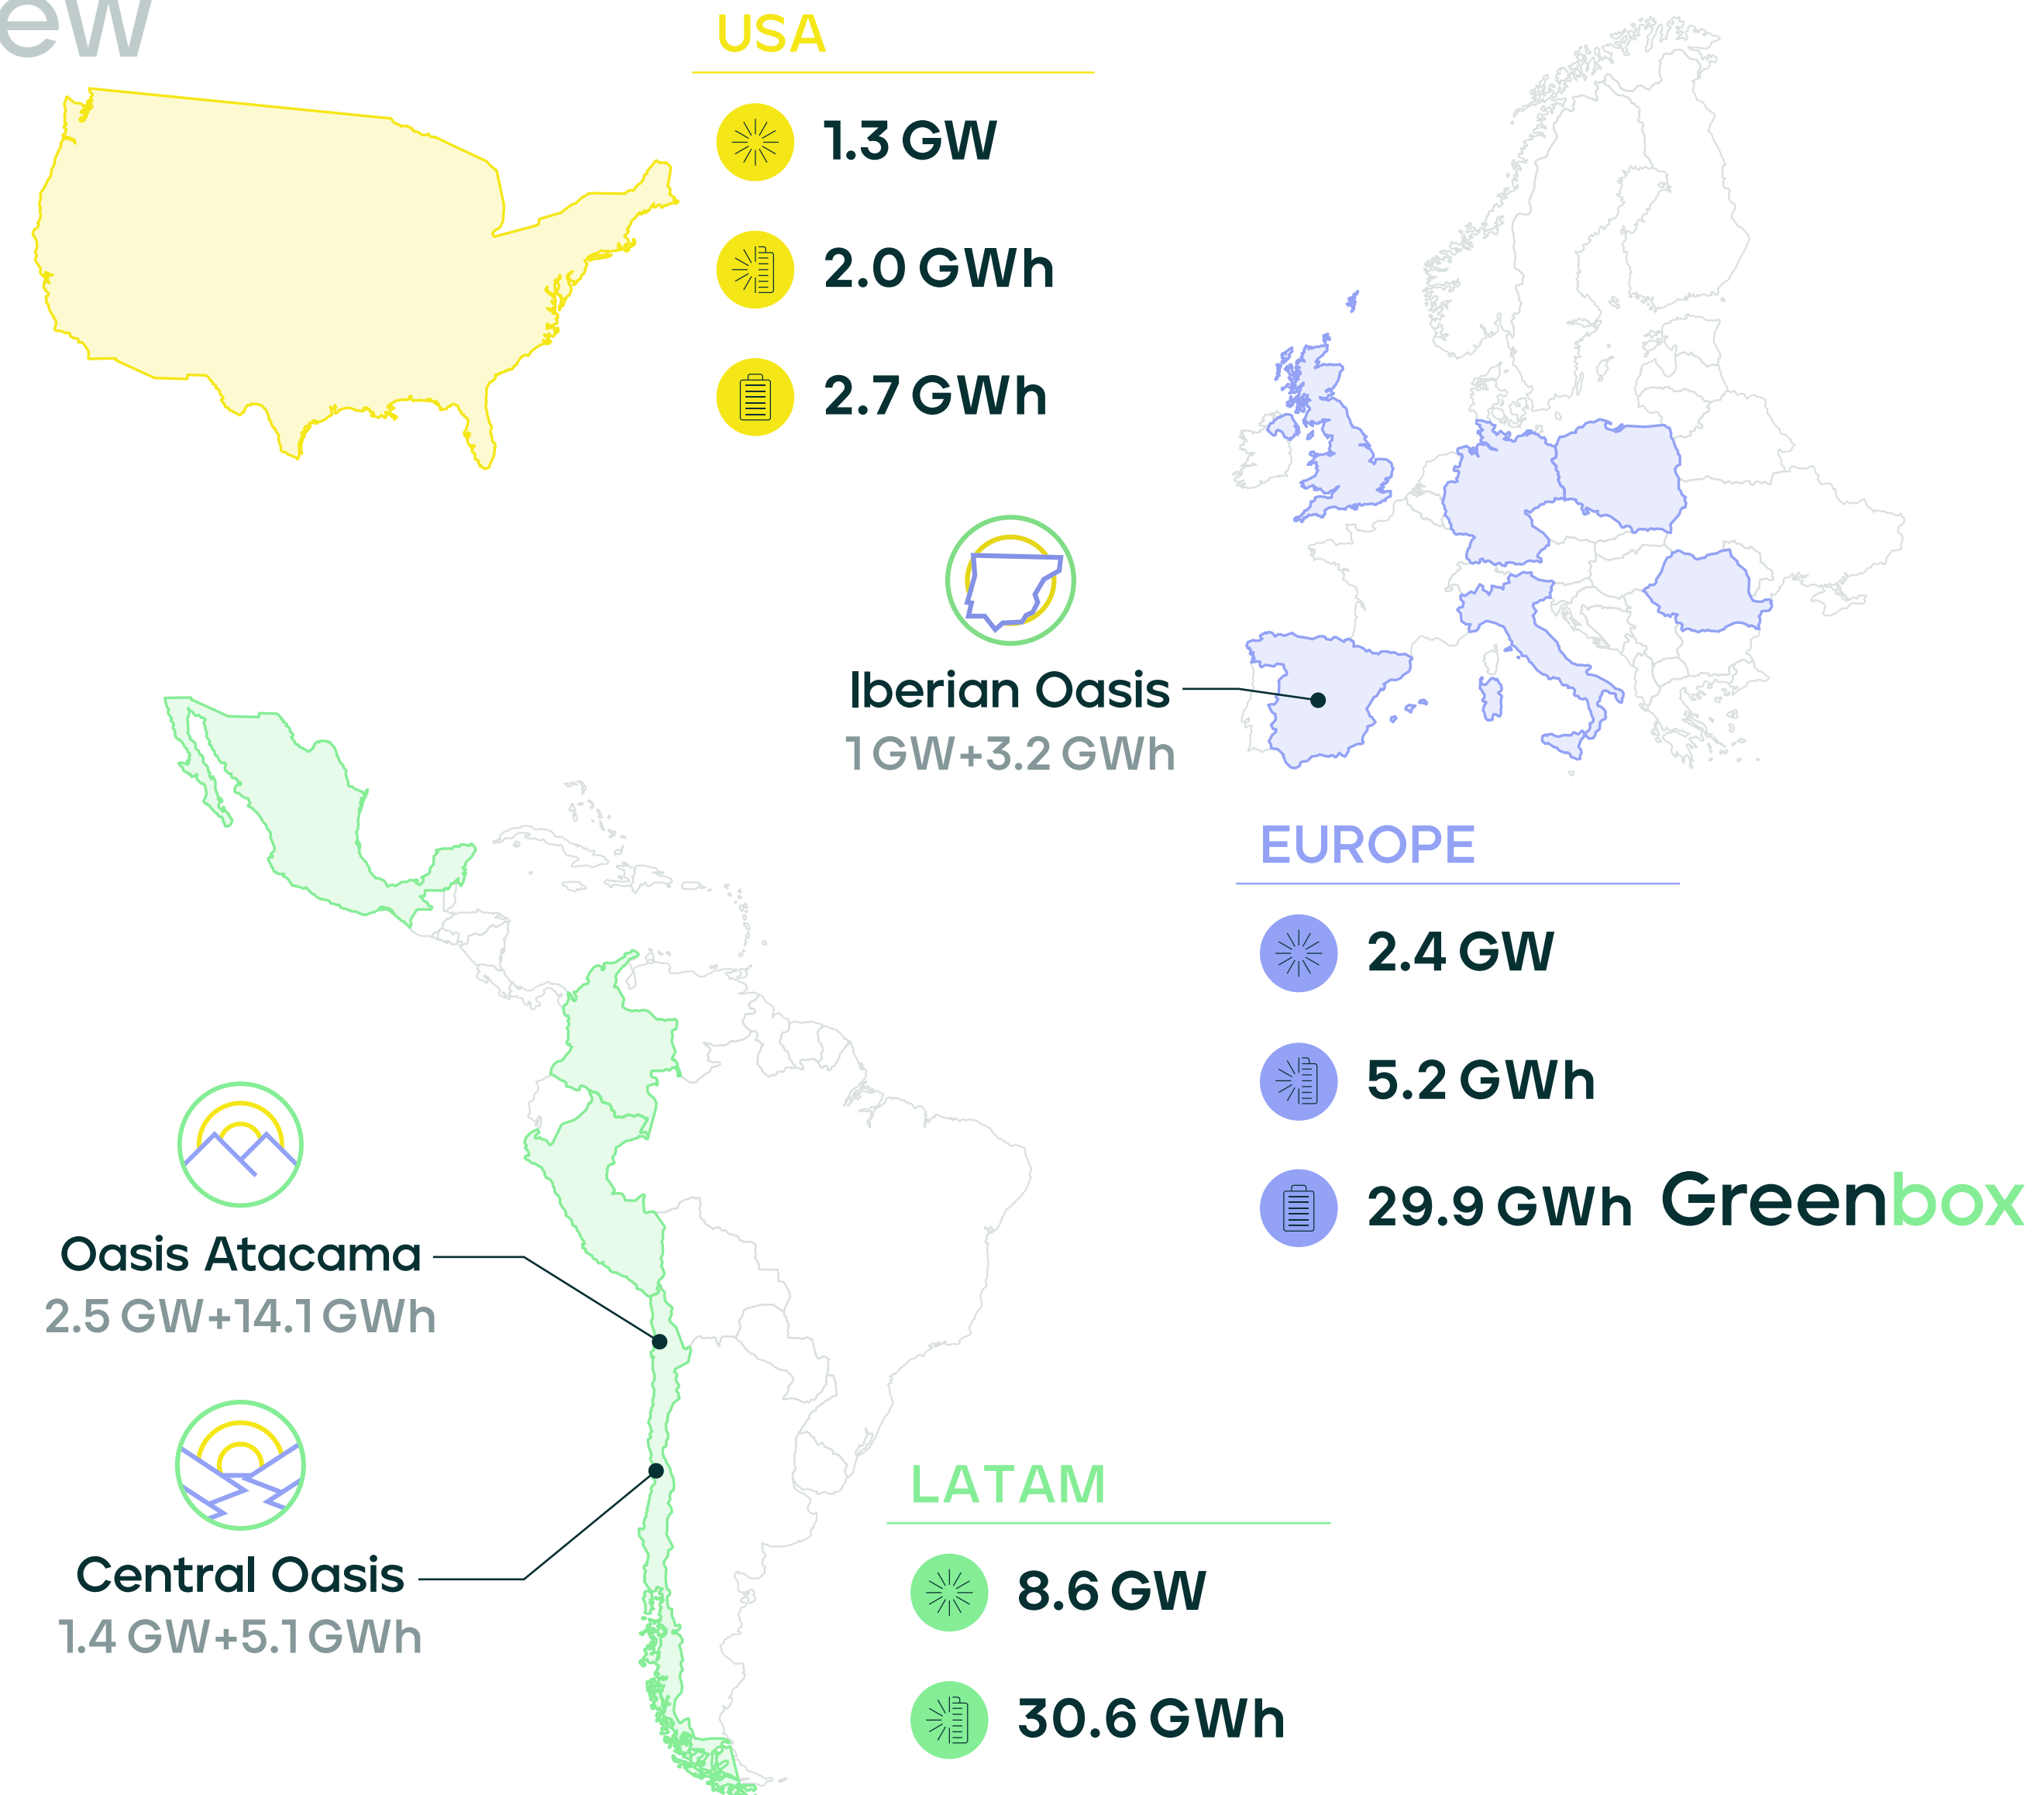 USA
1.3 GW
2.0 GWh
2.7 GWh
Iberian Oasis
1 GW+3.2 GWh
EUROPE
2.4 GW
5.2 GWh
29.9 GWh Greenbox
Oasis Atacama
2.5 GW+14.1 GWh
Central Oasis
1.4 GW+5.1 GWh
LATAM
8.6 GW
30.6 GWh